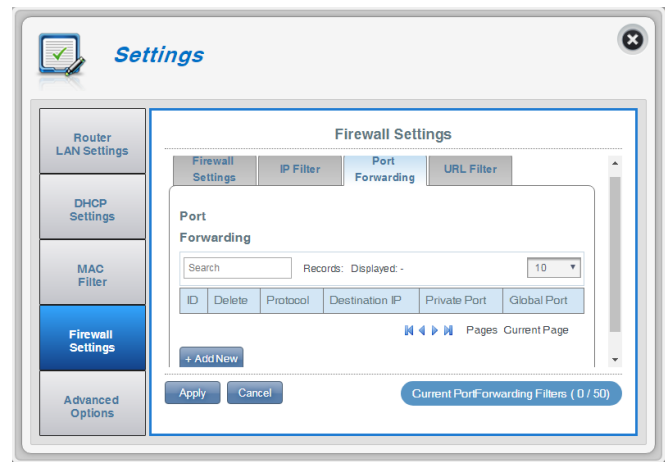 Settings
Router
LAN Settings
DHCP
Settings
MAC
Filter
Firewall
Settings
Advanced
Options
Firewall Settings
Firewall
Settings
IP Filter
Port
Forwarding
URL Filter
Port
Forwarding
Search
Records: Displayed: -
10
ID Delete Protocol Destination IP Private Port Global Port
Pages Current Page
+ Add New
Apply Cancel Current PortForwarding Filters ( 0 / 50)